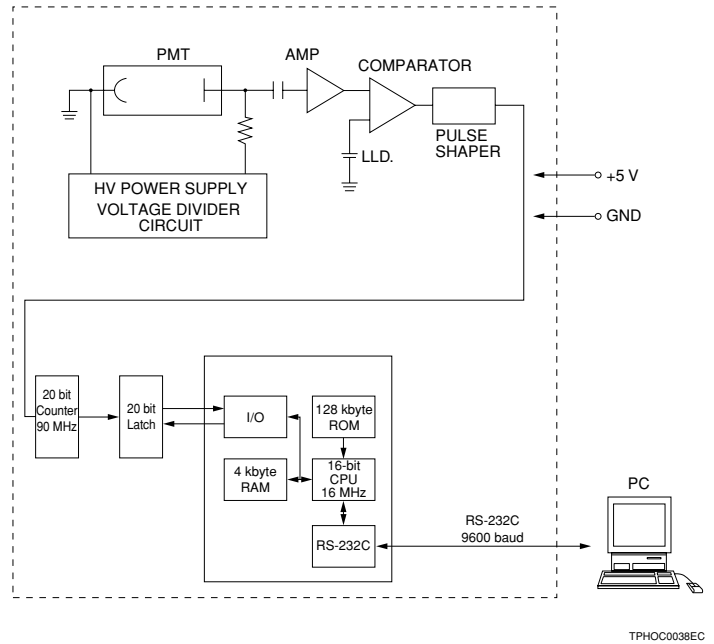 PMT
AMP
COMPARATOR
LLD.
PULSE
SHAPER
HV POWER SUPPLY
VOLTAGE DIVIDER
CIRCUIT
+5 V
GND
20 bit
Counter
90 MHz
20 bit
Latch
I/O
128 kbyte
ROM
4 kbyte
RAM
16-bit
CPU
16 MHz
RS-232C
RS-232C
9600 baud
PC
TPHOC0038EC